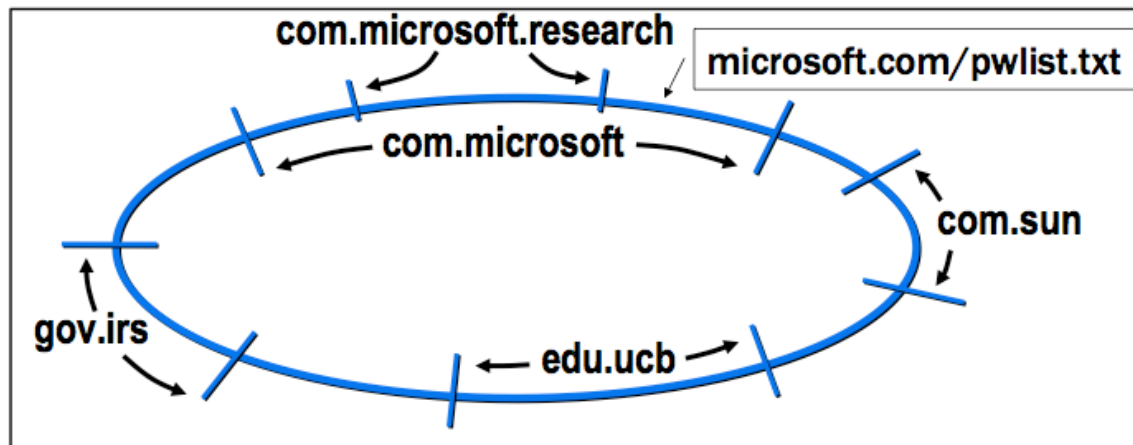 com.microsoft.research
microsoft.com/pwlist.txt
com.microsoft
com.sun
gov.irs
edu.ucb